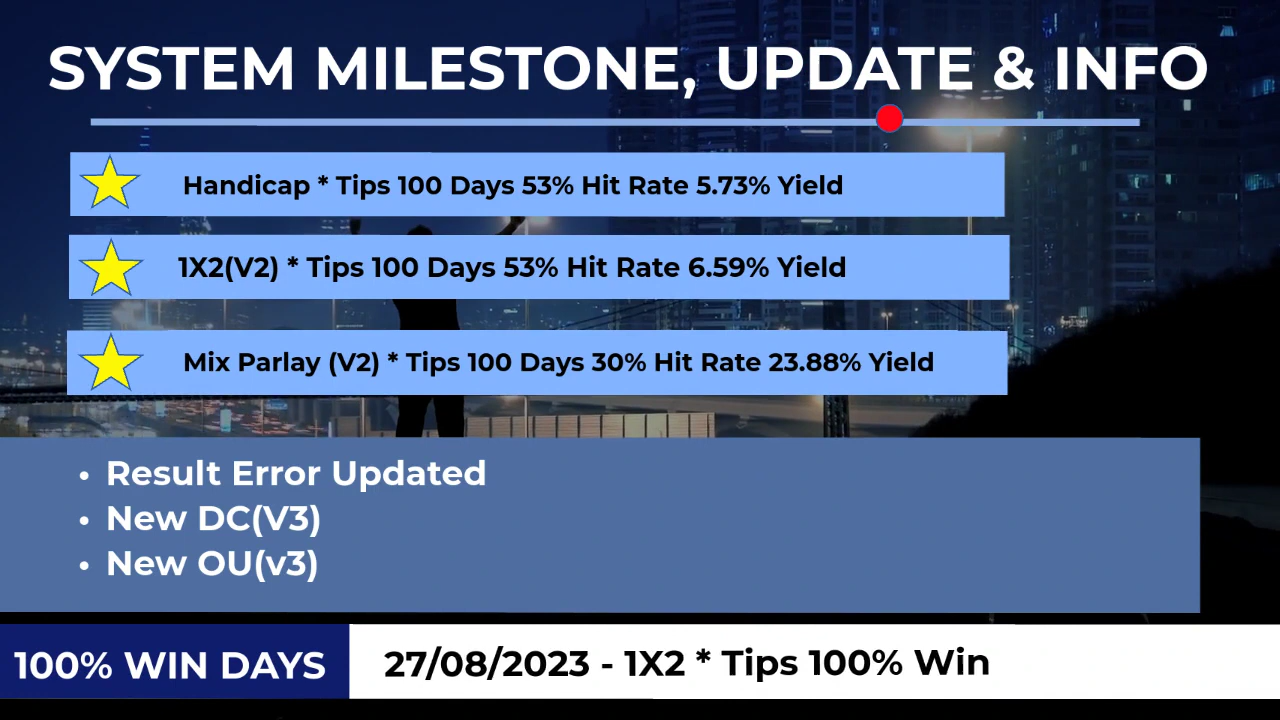 SYSTEM MILESTONE, UPDATE & INFO
Handicap * Tips 100 Days 53% Hit Rate 5.73% Yield
1X2(V2) * Tips 100 Days 53% Hit Rate 6.59% Yield
Mix Parlay (V2) * Tips 100 Days 30% Hit Rate 23.88% Yield
• Result Error Updated
• New DC(V3)
• New OU(v3)
100% WIN DAYS
27/08/2023 - 1X2 * Tips 100% Win